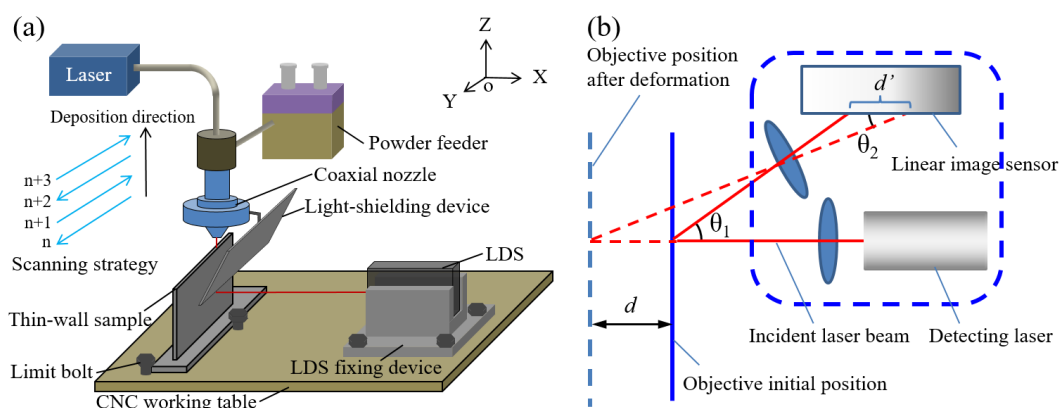 (a)
Laser
Deposition direction
n+3
n+2
n+1
n
Scanning strategy
Thin-wall sample
Limit bolt
CNC working table
Z
X
Y
o
Powder feeder
Coaxial nozzle
Light-shielding device
LDS
LDS fixing device
(b)
Objective position
after deformation
d'
θ2
Linear image sensor
θ1
d
Incident laser beam
Detecting laser
Objective initial position